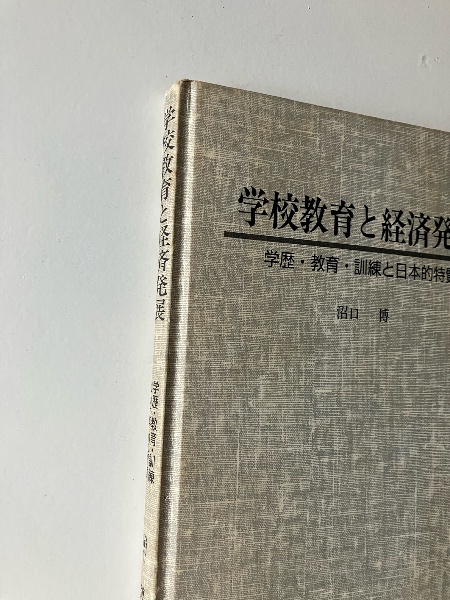 学校教育と経済発
学歴・教育・訓練と日本的特質
沼口 博
学校教育と経済発展
学歴・教育・訓練